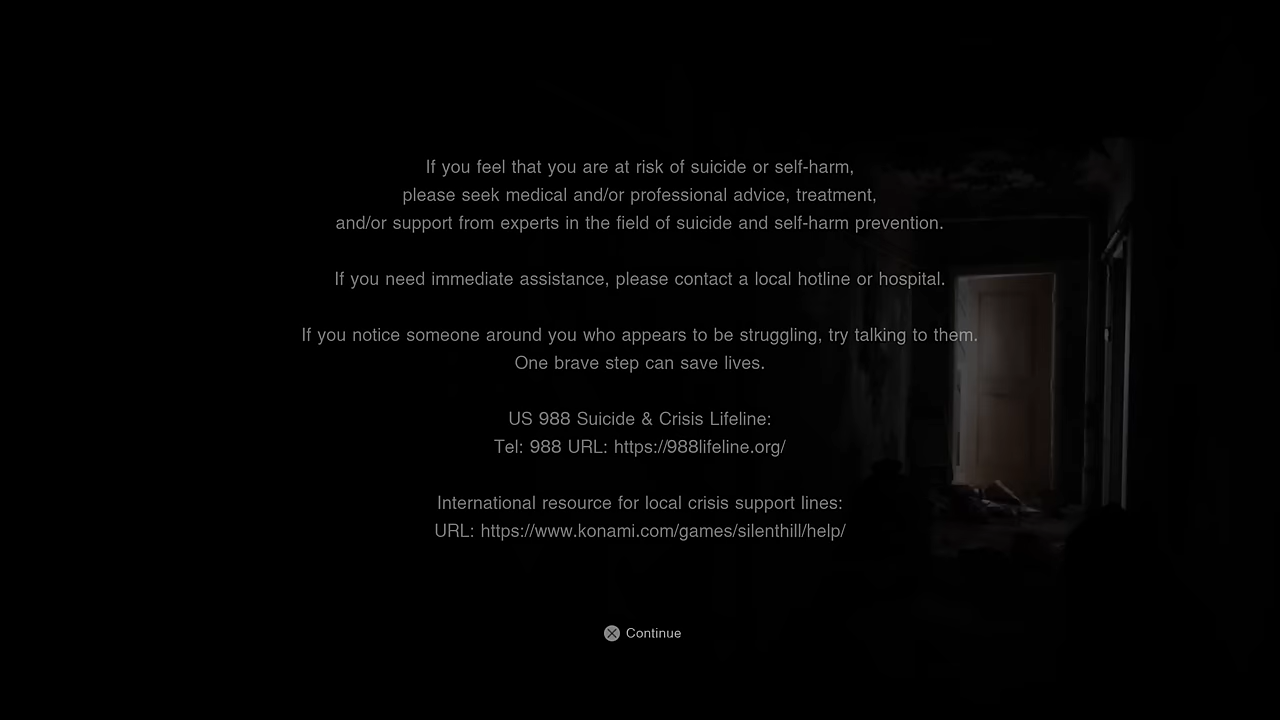 If you feel that you are at risk of suicide or self-harm,
please seek medical and/or professional advice, treatment,
and/or support from experts in the field of suicide and self-harm prevention.
If you need immediate assistance, please contact a local hotline or hospital.
If you notice someone around you who appears to be struggling, try talking to them.
One brave step can save lives.
US 988 Suicide & Crisis Lifeline:
Tel: 988 URL: https://988lifeline.org/
International resource for local crisis support lines:
URL: https://www.konami.com/games/silenthill/help/
Continue